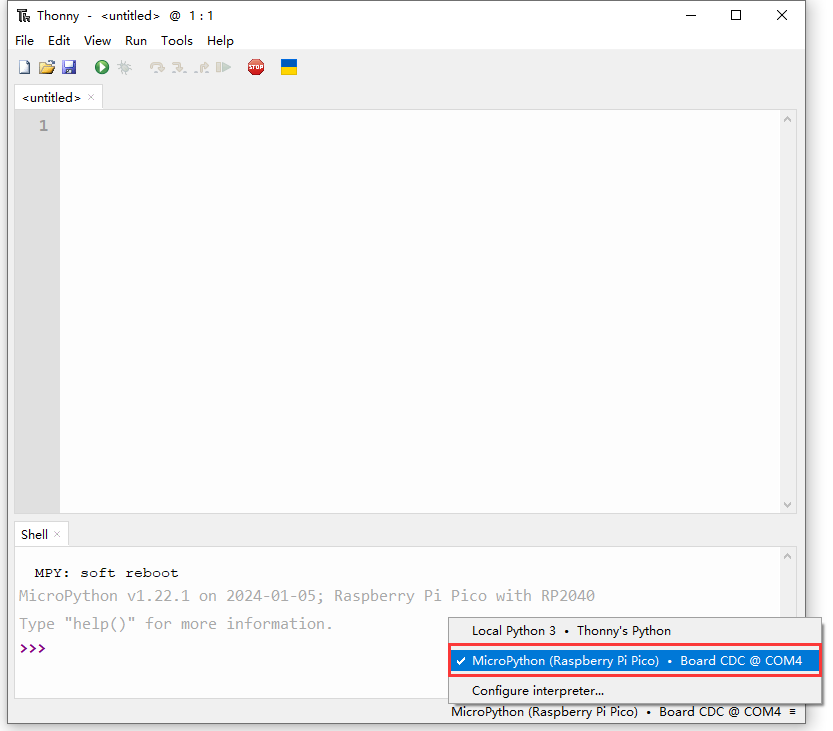 Thonny - <untitled> @ 1 : 1
File Edit View Run Tools Help
STOP
<untitled> ×
1
Shell ×
MPY: soft reboot
MicroPython v1.22.1 on 2024-01-05; Raspberry Pi Pico with RP2040
Type "help()" for more information.
>>>
Local Python 3 • Thonny's Python
✓ MicroPython (Raspberry Pi Pico) • Board CDC @ COM4
Configure interpreter...
MicroPython (Raspberry Pi Pico) • Board CDC @ COM4 ≡